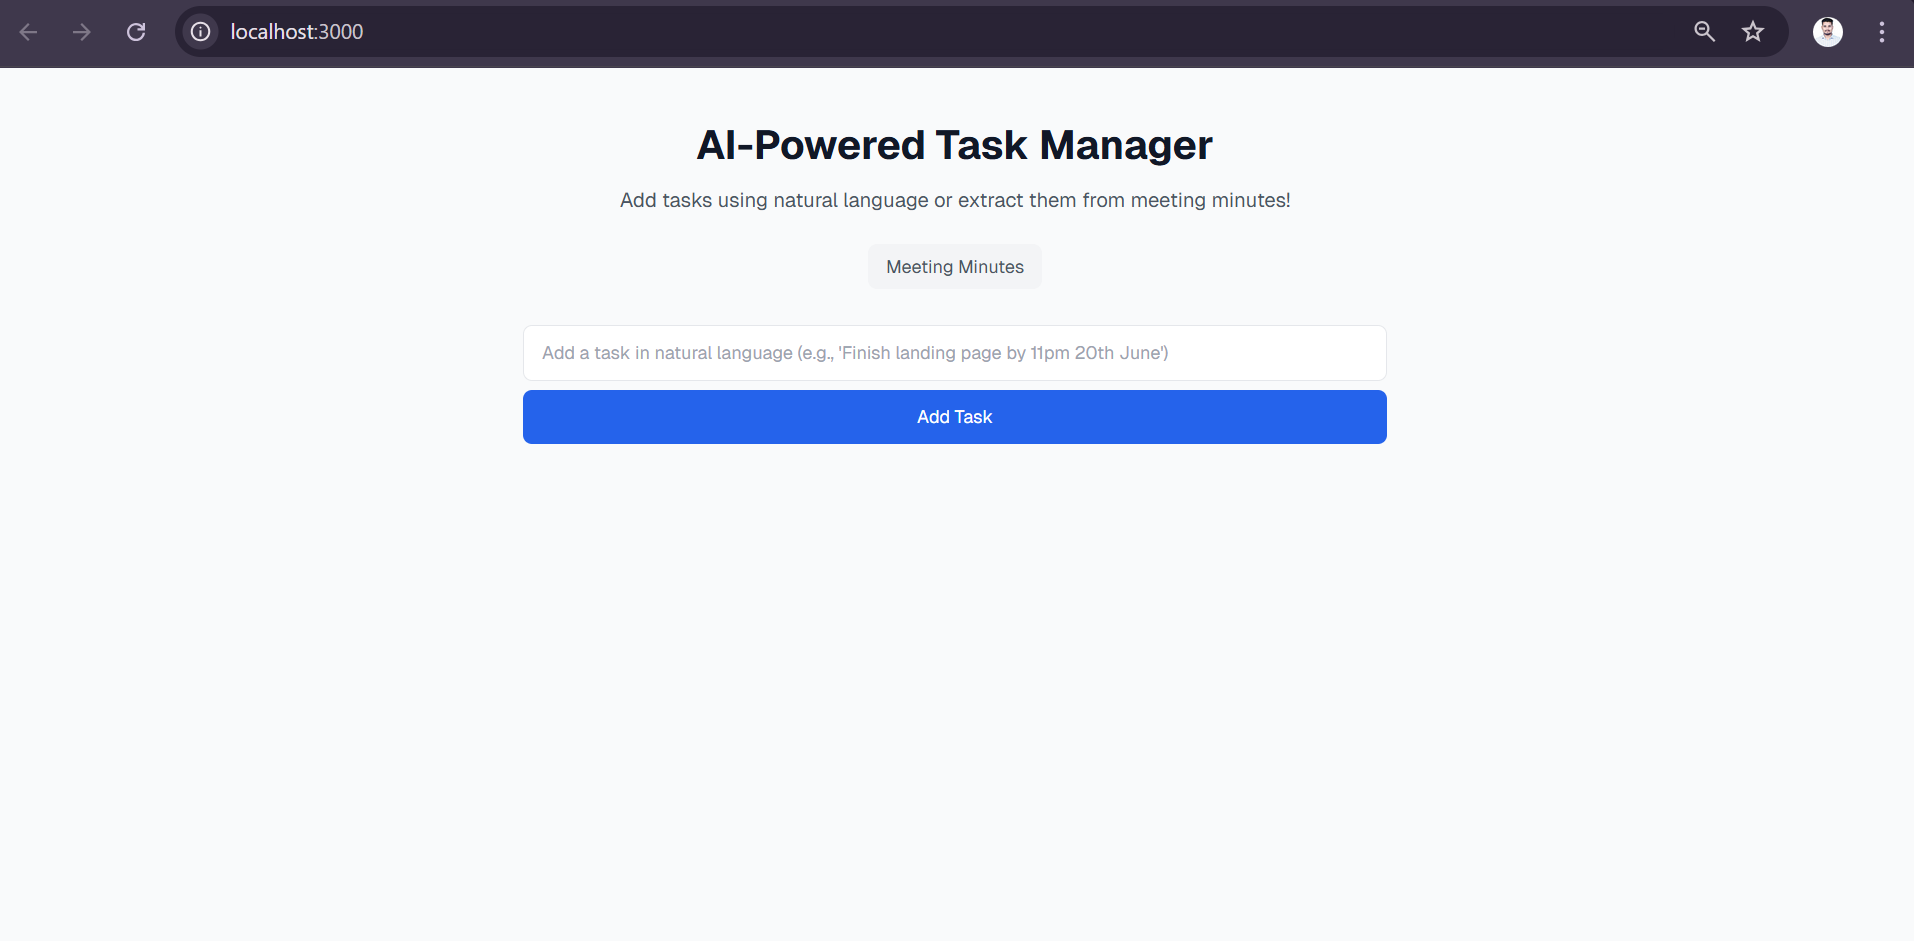 localhost:3000
AI-Powered Task Manager
Add tasks using natural language or extract them from meeting minutes!
Meeting Minutes
Add a task in natural language (e.g., 'Finish landing page by 11pm 20th June')
Add Task